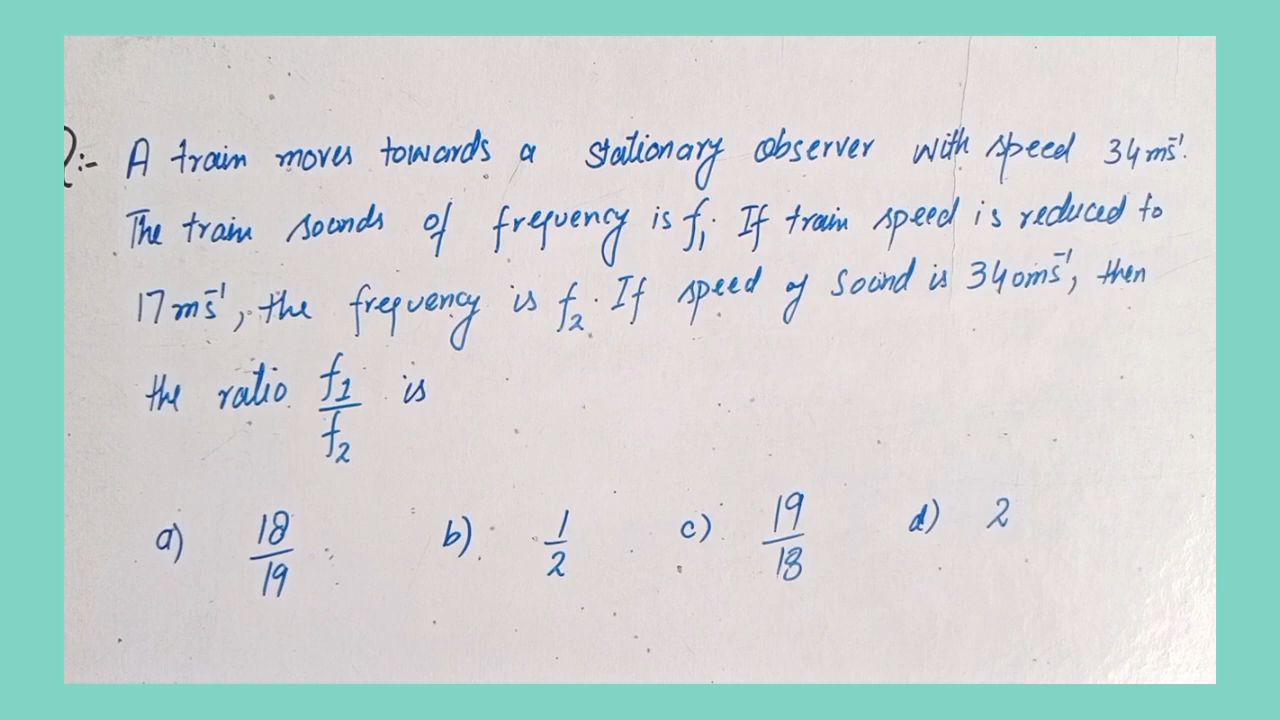 Q:- A train moves towards a stationary observer with speed 34 ms⁻¹.
The train sounds of frequency is f₁. If train speed is reduced to
17 ms⁻¹, the frequency is f₂. If speed of sound is 340ms⁻¹, then
the ratio f₁/f₂ is
a) 18/19 b) 1/2 c) 19/18 d) 2